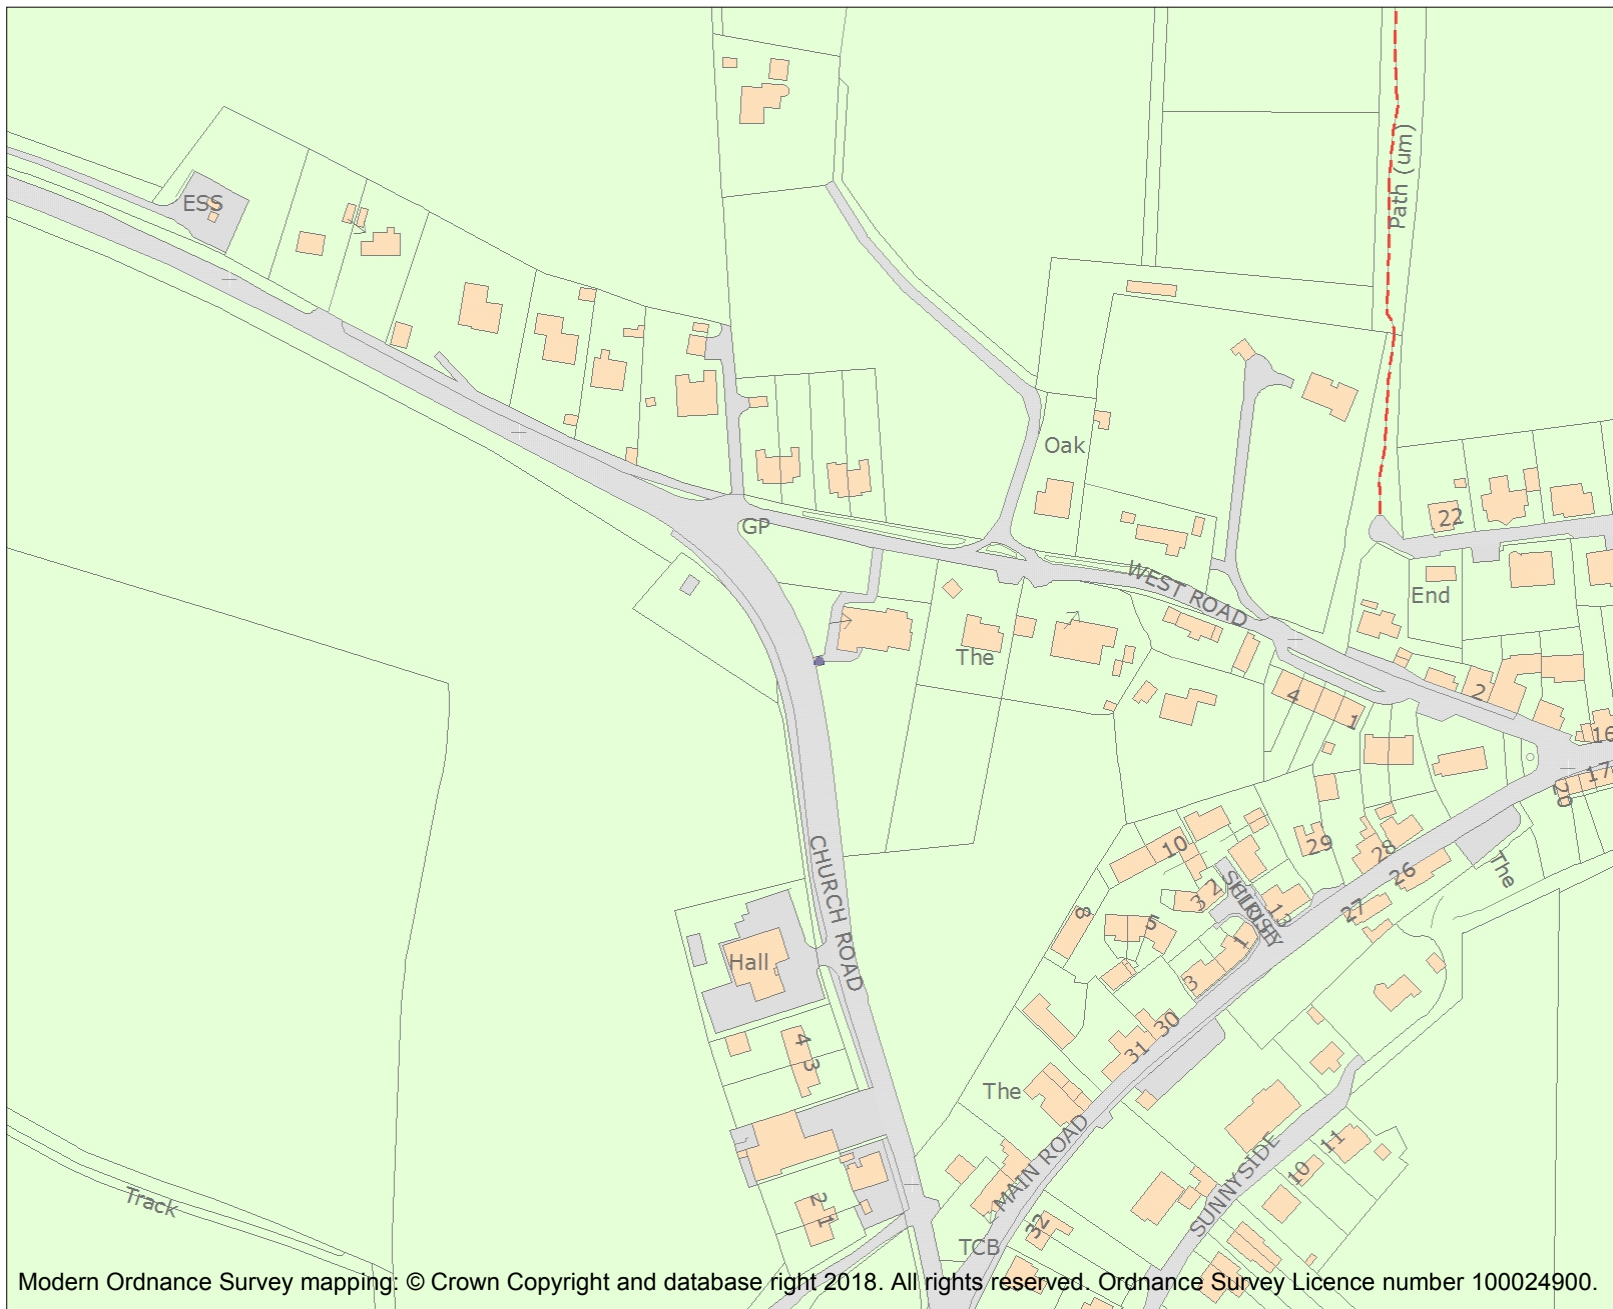 Path (um)
ESS
Oak
22
GP
WEST ROAD
End
The
4
1
2
16
17
20
CHURCH ROAD
10
29
28
26
The
2
3
13
27
8
5
1
3
Hall
30
31
4
3
The
MAIN ROAD
SUNNYSIDE
11
10
Track
2
1
32
TCB
Modern Ordnance Survey mapping: © Crown Copyright and database right 2018. All rights reserved. Ordnance Survey Licence number 100024900.